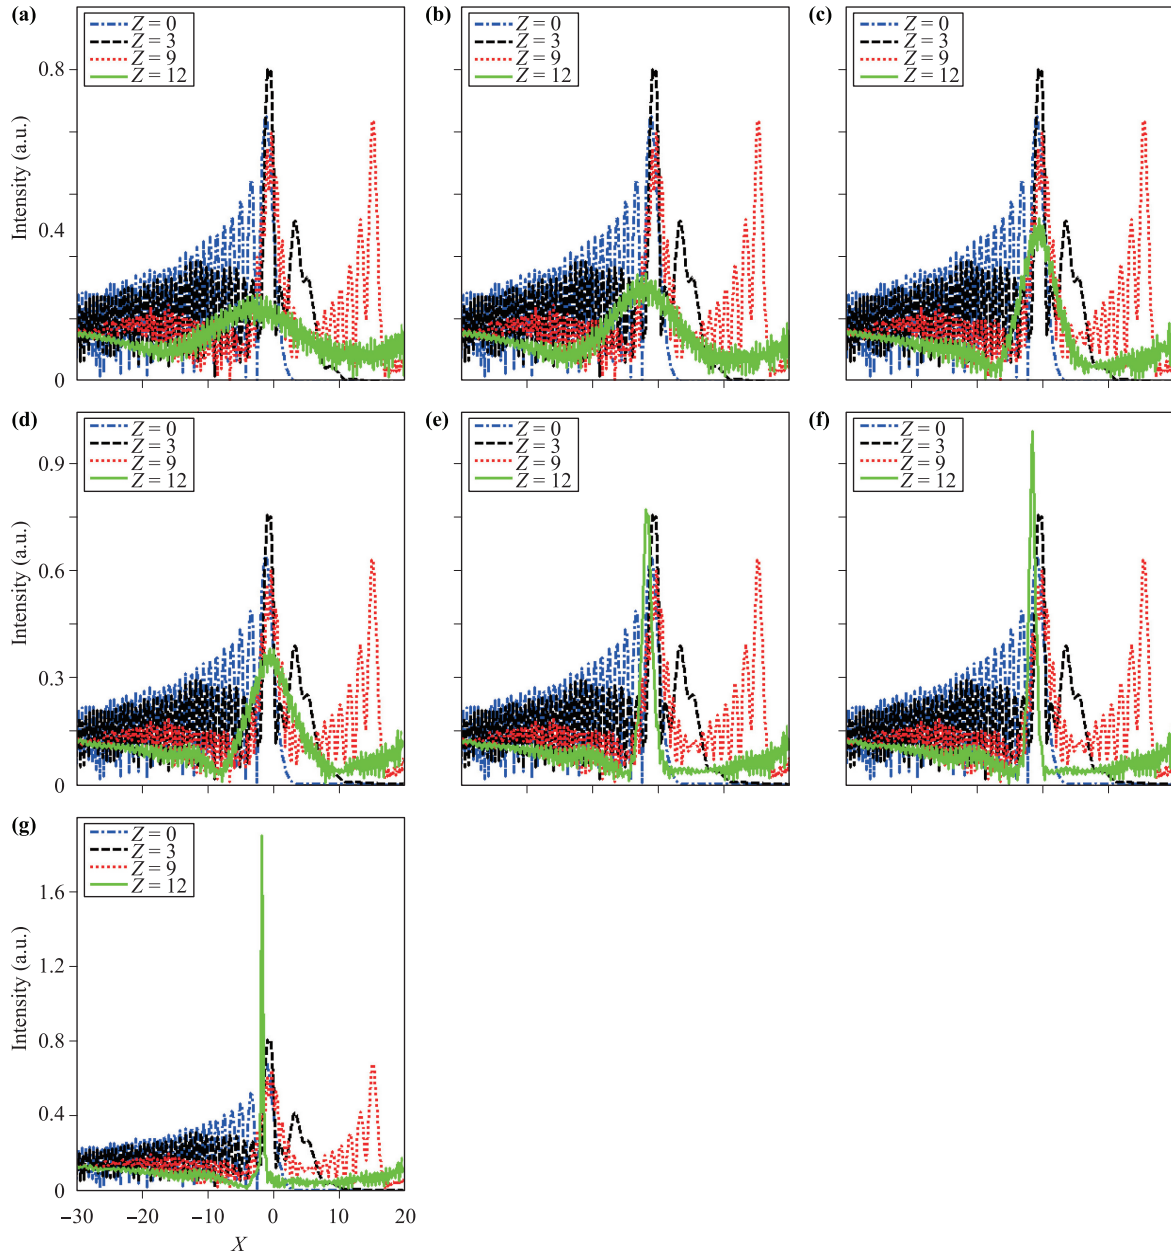 (a)
Z = 0
Z = 3
Z = 9
Z = 12
(b)
Z = 0
Z = 3
Z = 9
Z = 12
(c)
Z = 0
Z = 3
Z = 9
Z = 12
Intensity (a.u.)
0.8
0.4
0
(d)
Z = 0
Z = 3
Z = 9
Z = 12
(e)
Z = 0
Z = 3
Z = 9
Z = 12
(f)
Z = 0
Z = 3
Z = 9
Z = 12
Intensity (a.u.)
0.9
0.6
0.3
0
(g)
Z = 0
Z = 3
Z = 9
Z = 12
Intensity (a.u.)
1.6
1.2
0.8
0.4
0
−30 −20 −10 0 10 20
X